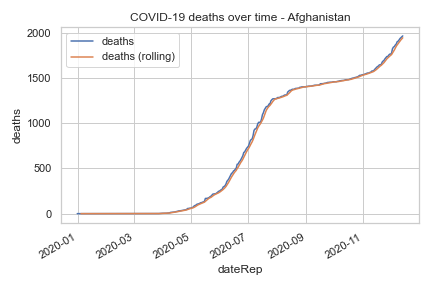 COVID-19 deaths over time - Afghanistan
deaths
deaths (rolling)
2000
1500
1000
500
0
deaths
2020-01
2020-03
2020-05
2020-07
2020-09
2020-11
dateRep